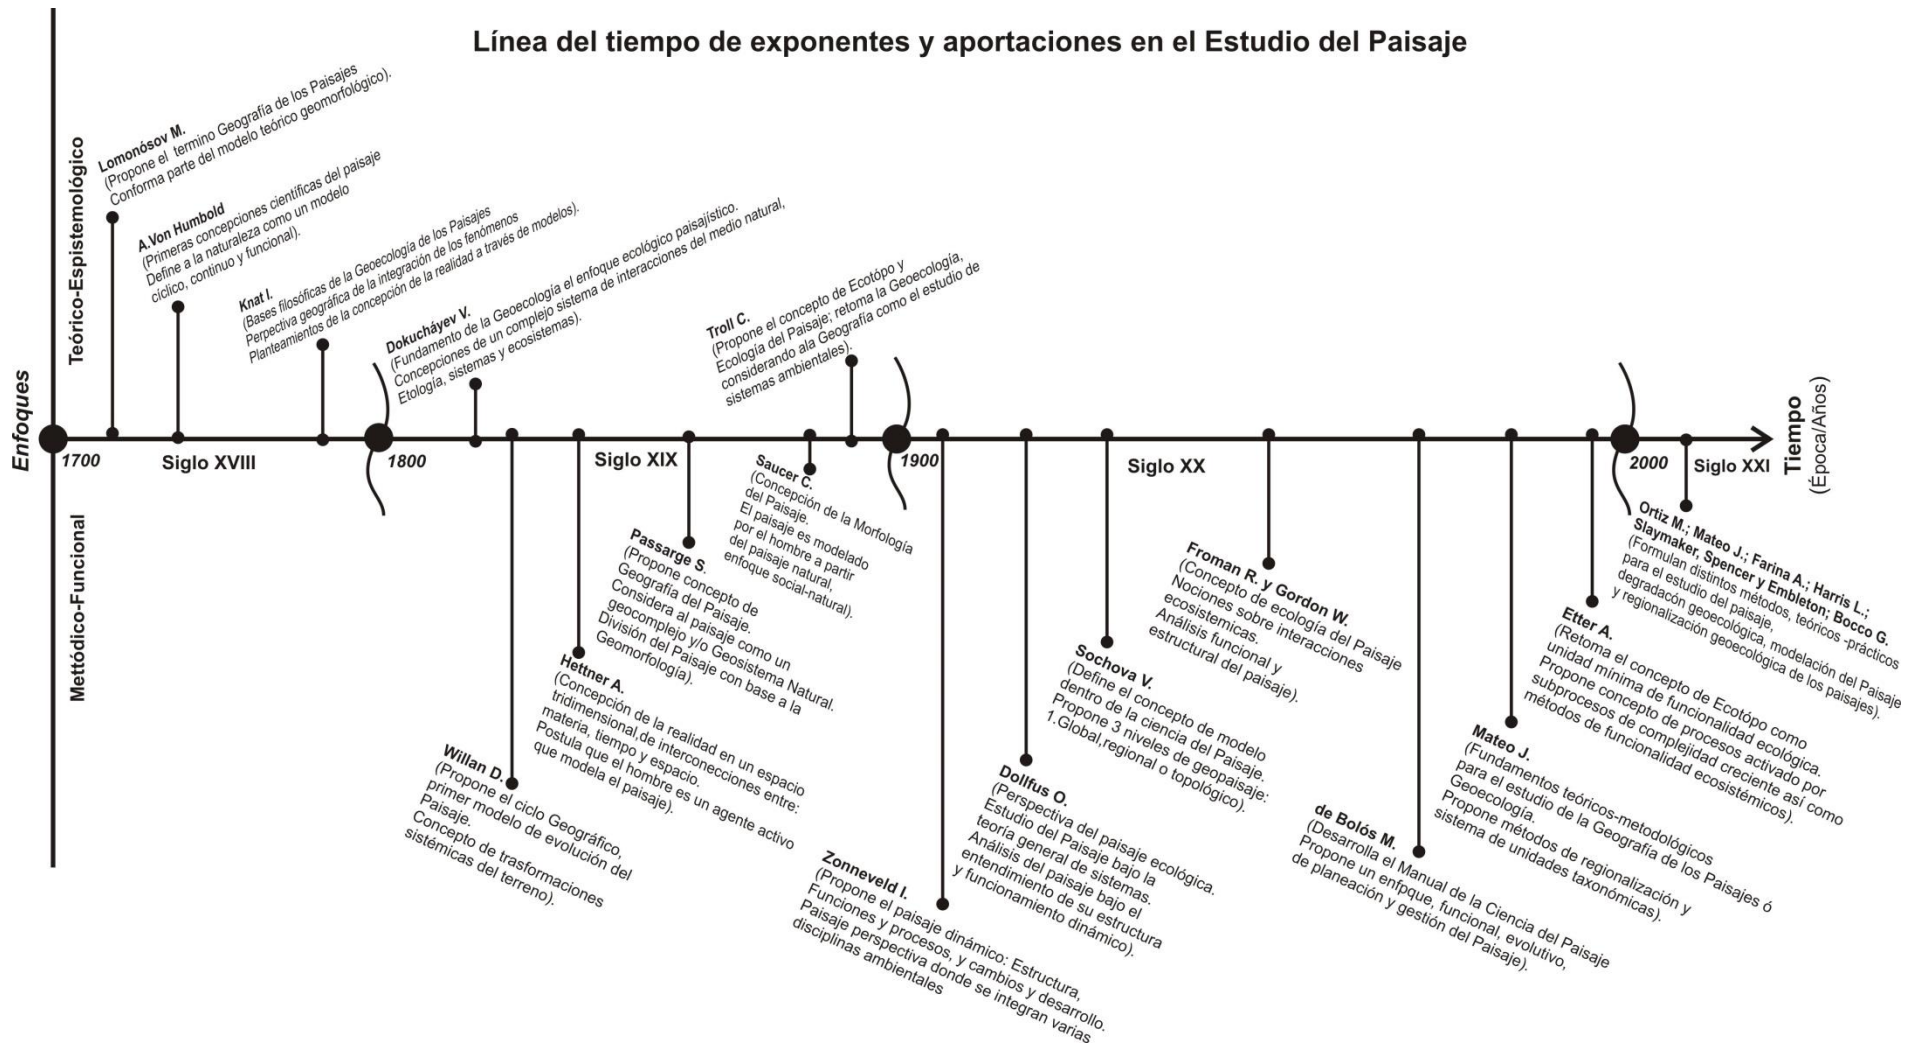 Línea del tiempo de exponentes y aportaciones en el Estudio del Paisaje
Enfoques
Teórico-Espistemológico
Mettódico-Funcional
Lomonósov M.
(Propone el termino Geografía de los Paisajes
Conforma parte del modelo teórico geomorfológico).
A.Von Humbold
(Primeras concepciones científicas del paisaje
Define a la naturaleza como un modelo
cíclico, continuo y funcional).
Knat I.
(Bases filosóficas de la Geoecología de los Paisajes
Perpectiva geográfica de la integración de los fenómenos
Planteamientos de la concepción de la realidad a través de modelos).
Dokucháyev V.
(Fundamento de la Geoecología el enfoque ecológico paisajístico.
Concepciones de un complejo sistema de interacciones del medio natural,
Etología, sistemas y ecosistemas).
Troll C.
(Propone el concepto de Ecotópo y
Ecología del Paisaje; retoma la Geoecología,
considerando ala Geografía como el estudio de
sistemas ambientales).
1700
Siglo XVIII
1800
Siglo XIX
1900
Siglo XX
2000
Siglo XXI
Tiempo
(Época/Años)
Willan D.
(Propone el ciclo Geográfico,
primer modelo de evolución del
Paisaje.
Concepto de trasformaciones
sistémicas del terreno).
Hettner A.
(Concepción de la realidad en un espacio
tridimensional,de interconecciones entre:
materia, tiempo y espacio.
Postula que el hombre es un agente activo
que modela el paisaje).
Passarge S.
(Propone concepto de
Geografía del Paisaje.
Considera al paisaje como un
geocomplejo y/o Geosistema Natural.
División del Paisaje con base a la
Geomorfología).
Saucer C.
(Concepción de la Morfología
del Paisaje.
El paisaje es modelado
por el hombre a partir
del paisaje natural,
enfoque social-natural).
Zonneveld I.
(Propone el paisaje dinámico: Estructura,
Funciones y procesos, y cambios y desarrollo.
Paisaje perspectiva donde se integran varias
disciplinas ambientales
Dollfus O.
(Perspectiva del paisaje ecológica.
Estudio del Paisaje bajo la
teoría general de sistemas.
Análisis del paisaje bajo el
entendimiento de su estructura
y funcionamiento dinámico).
Sochova V.
(Define el concepto de modelo
dentro de la ciencia del Paisaje.
Propone 3 niveles de geopaisaje:
1.Global,regional o topológico).
Froman R. y Gordon W.
(Concepto de ecología del Paisaje
Nociones sobre interacciones
ecosistemicas.
Análisis funcional y
estructural del paisaje).
de Bolós M.
(Desarrolla el Manual de la Ciencia del Paisaje
Propone un enfpque, funcional, evolutivo,
de planeación y gestión del Paisaje).
Mateo J.
(Fundamentos teóricos-metodológicos
para el estudio de la Geografía de los Paisajes ó
Geoecología.
Propone métodos de regionalización y
sistema de unidades taxonómicas).
Etter A.
(Retoma el concepto de Ecotópo como
unidad mínima de funcionalidad ecológica.
Propone concepto de procesos activado por
subprocesos de complejidad creciente así como
métodos de funcionalidad ecosistémicos).
Ortiz M.; Mateo J.; Farina A.; Harris L.;
Slaymaker, Spencer y Embleton; Bocco G.
(Formulan distintos métodos, teóricos -prácticos
para el estudio del paisaje,
degradacón geoecológica, modelación del Paisaje
y regionalización geoecológica de los paisajes).